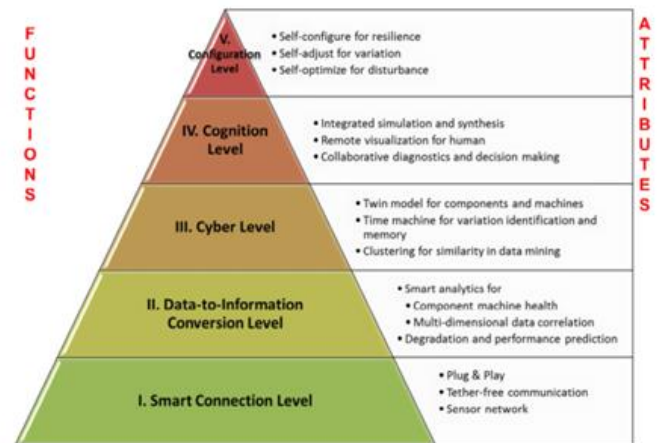 FUNCTIONS
ATTRIBUTES
V.
Configuration
Level
• Self-configure for resilience
• Self-adjust for variation
• Self-optimize for disturbance
IV. Cognition
Level
• Integrated simulation and synthesis
• Remote visualization for human
• Collaborative diagnostics and decision making
III. Cyber Level
• Twin model for components and machines
• Time machine for variation identification and
memory
• Clustering for similarity in data mining
II. Data-to-Information
Conversion Level
• Smart analytics for
• Component machine health
• Multi-dimensional data correlation
• Degradation and performance prediction
I. Smart Connection Level
• Plug & Play
• Tether-free communication
• Sensor network